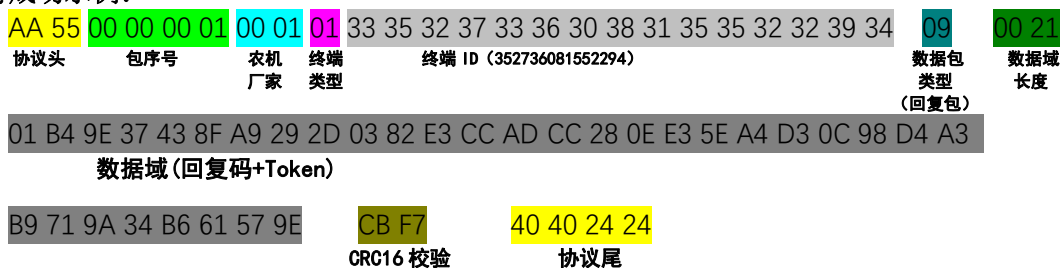 AA 55 00 00 00 01 00 01 01 33 35 32 37 33 36 30 38 31 35 35 32 32 39 34 09 00 21
协议头 包序号 农机厂家 终端类型 终端 ID（352736081552294） 数据包类型（回复包） 数据域长度
01 B4 9E 37 43 8F A9 29 2D 03 82 E3 CC AD CC 28 0E E3 5E A4 D3 0C 98 D4 A3
数据域(回复码+Token)
B9 71 9A 34 B6 61 57 9E CB F7 40 40 24 24
CRC16 校验 协议尾